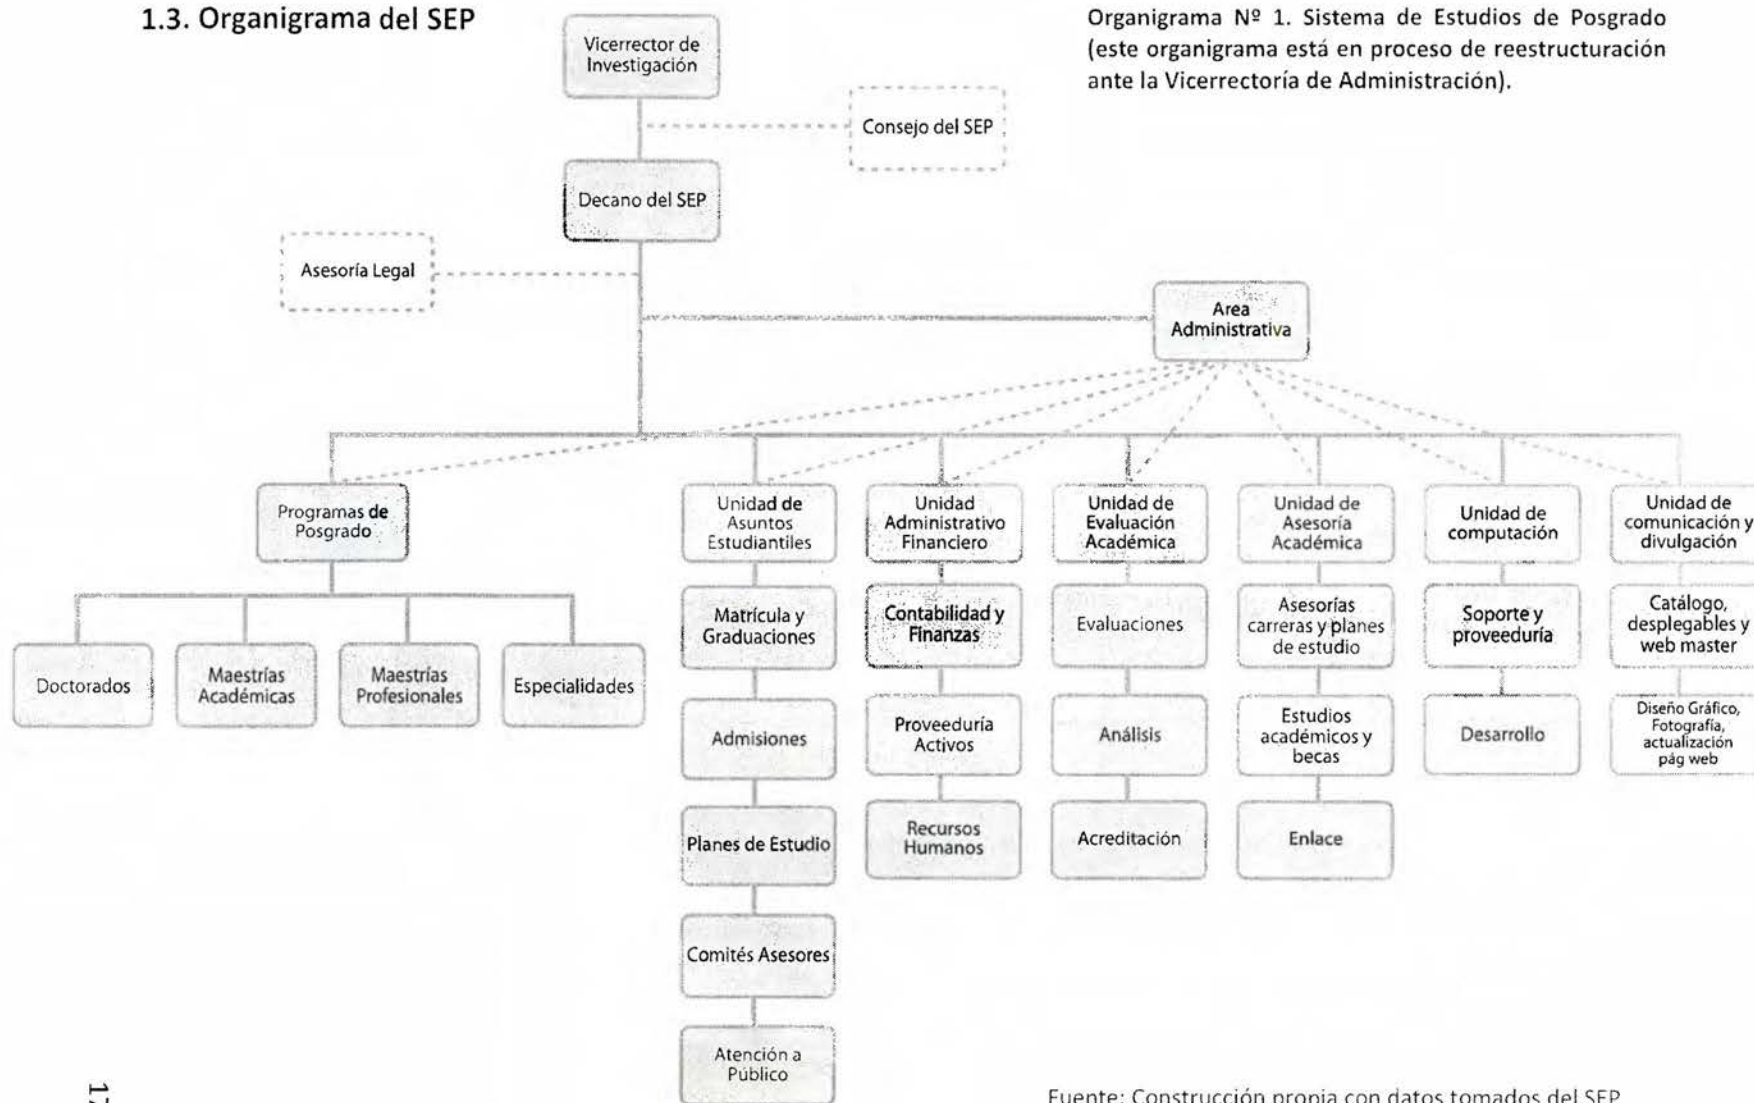 1.3. Organigrama del SEP
Organigrama Nº 1. Sistema de Estudios de Posgrado
(este organigrama está en proceso de reestructuración
ante la Vicerrectoría de Administración).
Vicerrector de
Investigación
Consejo del SEP
Decano del SEP
Asesoría Legal
Area
Administrativa
Programas de
Posgrado
Doctorados
Maestrías
Académicas
Maestrías
Profesionales
Especialidades
Unidad de
Asuntos
Estudiantiles
Matrícula y
Graduaciones
Admisiones
Planes de Estudio
Comités Asesores
Atención a
Público
Unidad
Administrativo
Financiero
Contabilidad y
Finanzas
Proveeduría
Activos
Recursos
Humanos
Unidad de
Evaluación
Académica
Evaluaciones
Análisis
Acreditación
Unidad de
Asesoría
Académica
Asesorías
carreras y planes
de estudio
Estudios
académicos y
becas
Enlace
Unidad de
computación
Soporte y
proveeduría
Desarrollo
Unidad de
comunicación y
divulgación
Catálogo,
desplegables y
web master
Diseño Gráfico,
Fotografía,
actualización
pág web
Fuente: Construcción propia con datos tomados del SEP